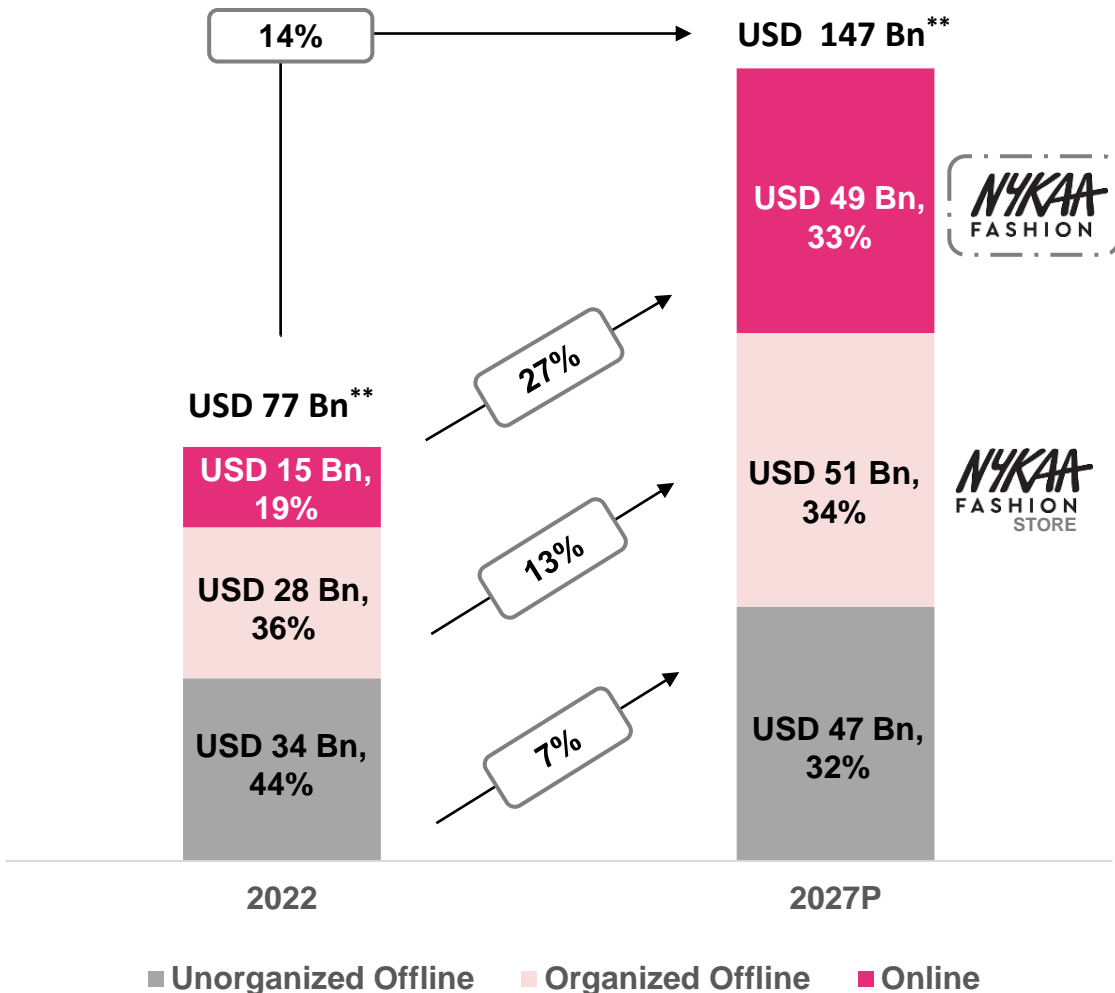 14%
USD 147 Bn**
USD 49 Bn,
33%
NYKAA
FASHION
27%
USD 77 Bn**
USD 15 Bn,
19%
USD 51 Bn,
34%
NYKAA
FASHION
STORE
13%
USD 28 Bn,
36%
USD 34 Bn,
44%
7%
USD 47 Bn,
32%
2022
2027P
Unorganized Offline
Organized Offline
Online